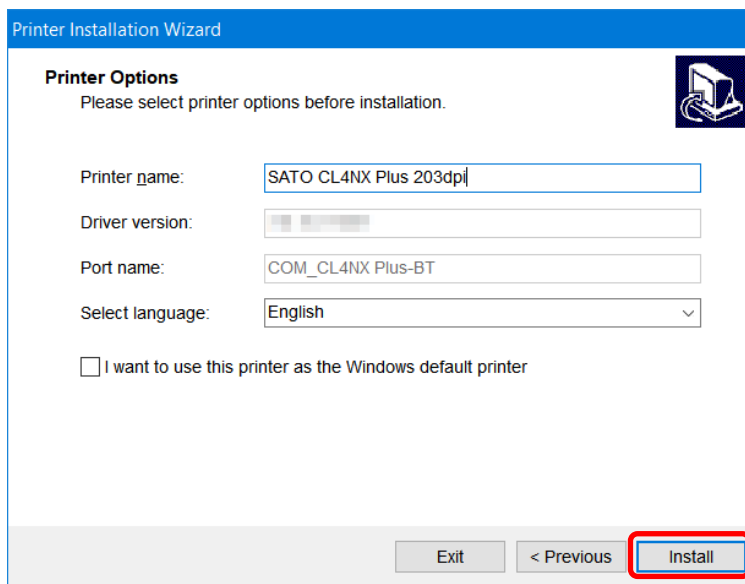 Printer Installation Wizard
Printer Options
Please select printer options before installation.
Printer name:
SATO CL4NX Plus 203dpi
Driver version:
Port name:
COM_CL4NX Plus-BT
Select language:
English
I want to use this printer as the Windows default printer
Exit
< Previous
Install